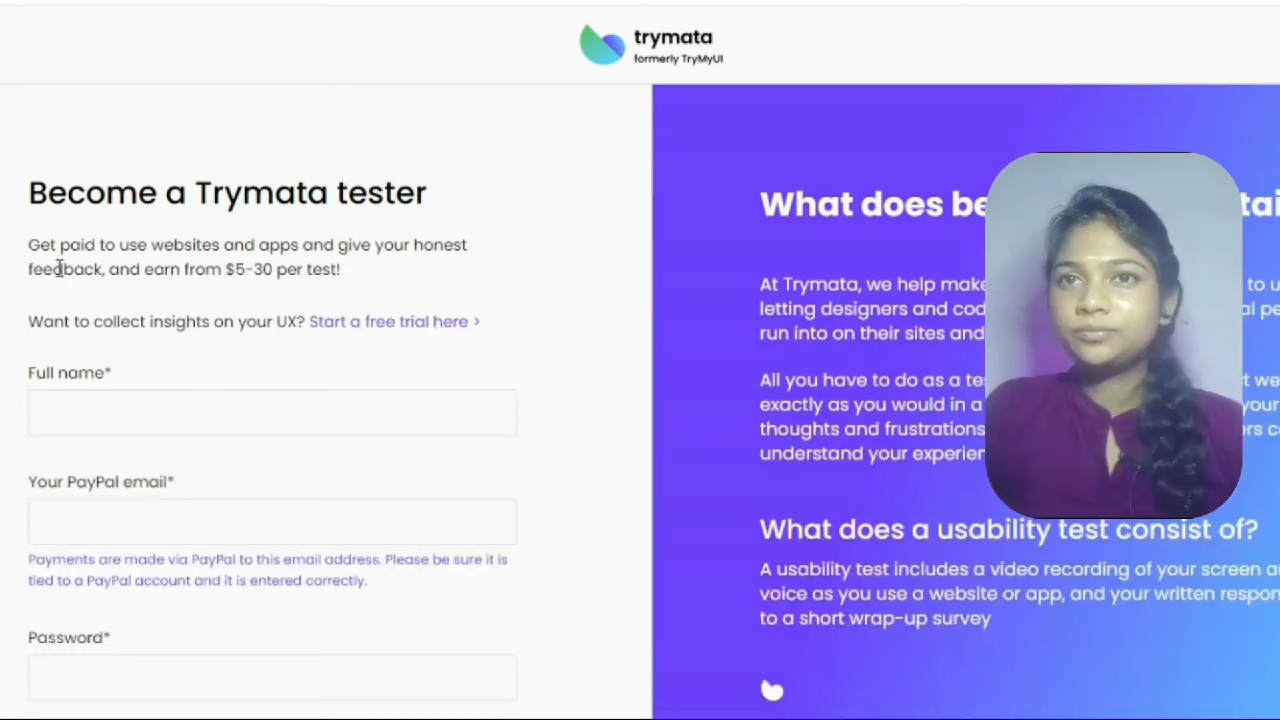 trymata
formerly TryMyUI
Become a Trymata tester
Get paid to use websites and apps and give your honest
feedback, and earn from $5-30 per test!
Want to collect insights on your UX? Start a free trial here >
Full name*
Your PayPal email*
Payments are made via PayPal to this email address. Please be sure it is
tied to a PayPal account and it is entered correctly.
Password*
What does
At Trymata, we help make to
letting designers and
run into on their sites and
All you have to do as a
exactly as you would in a your
thoughts and frustrations
understand your
What does a usability test consist of?
A usability test includes a video recording of your screen
voice as you use a website or app, and your written
to a short wrap-up survey